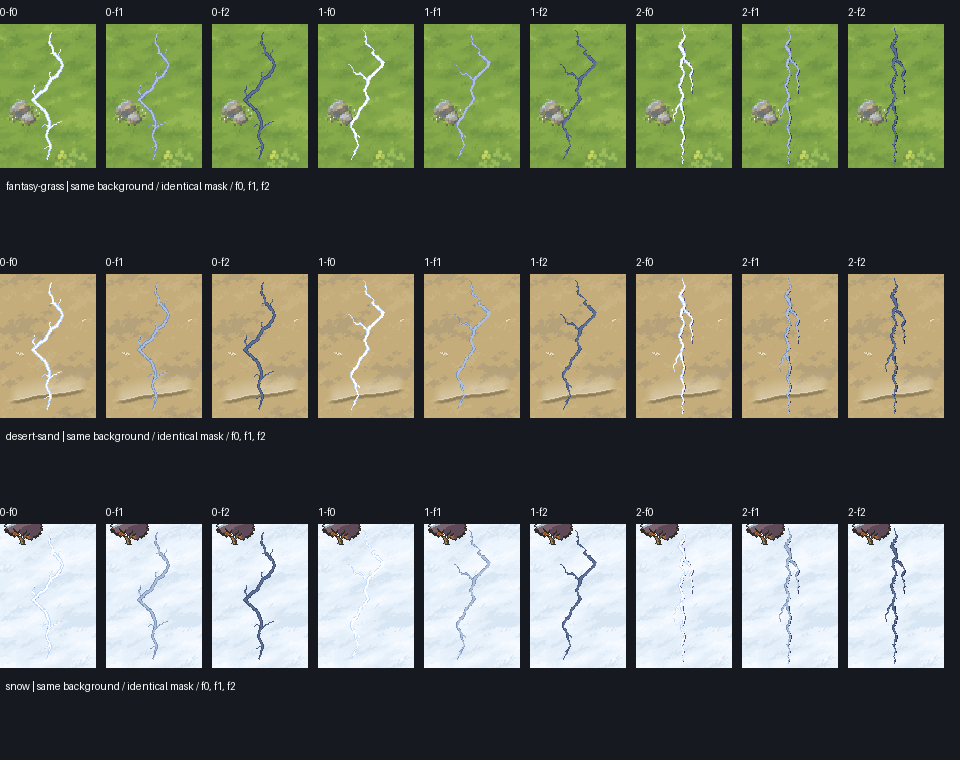 0-f0 0-f1 0-f2 1-f0 1-f1 1-f2 2-f0 2-f1 2-f2
fantasy-grass | same background / identical mask / f0, f1, f2
0-f0 0-f1 0-f2 1-f0 1-f1 1-f2 2-f0 2-f1 2-f2
desert-sand | same background / identical mask / f0, f1, f2
0-f0 0-f1 0-f2 1-f0 1-f1 1-f2 2-f0 2-f1 2-f2
snow | same background / identical mask / f0, f1, f2